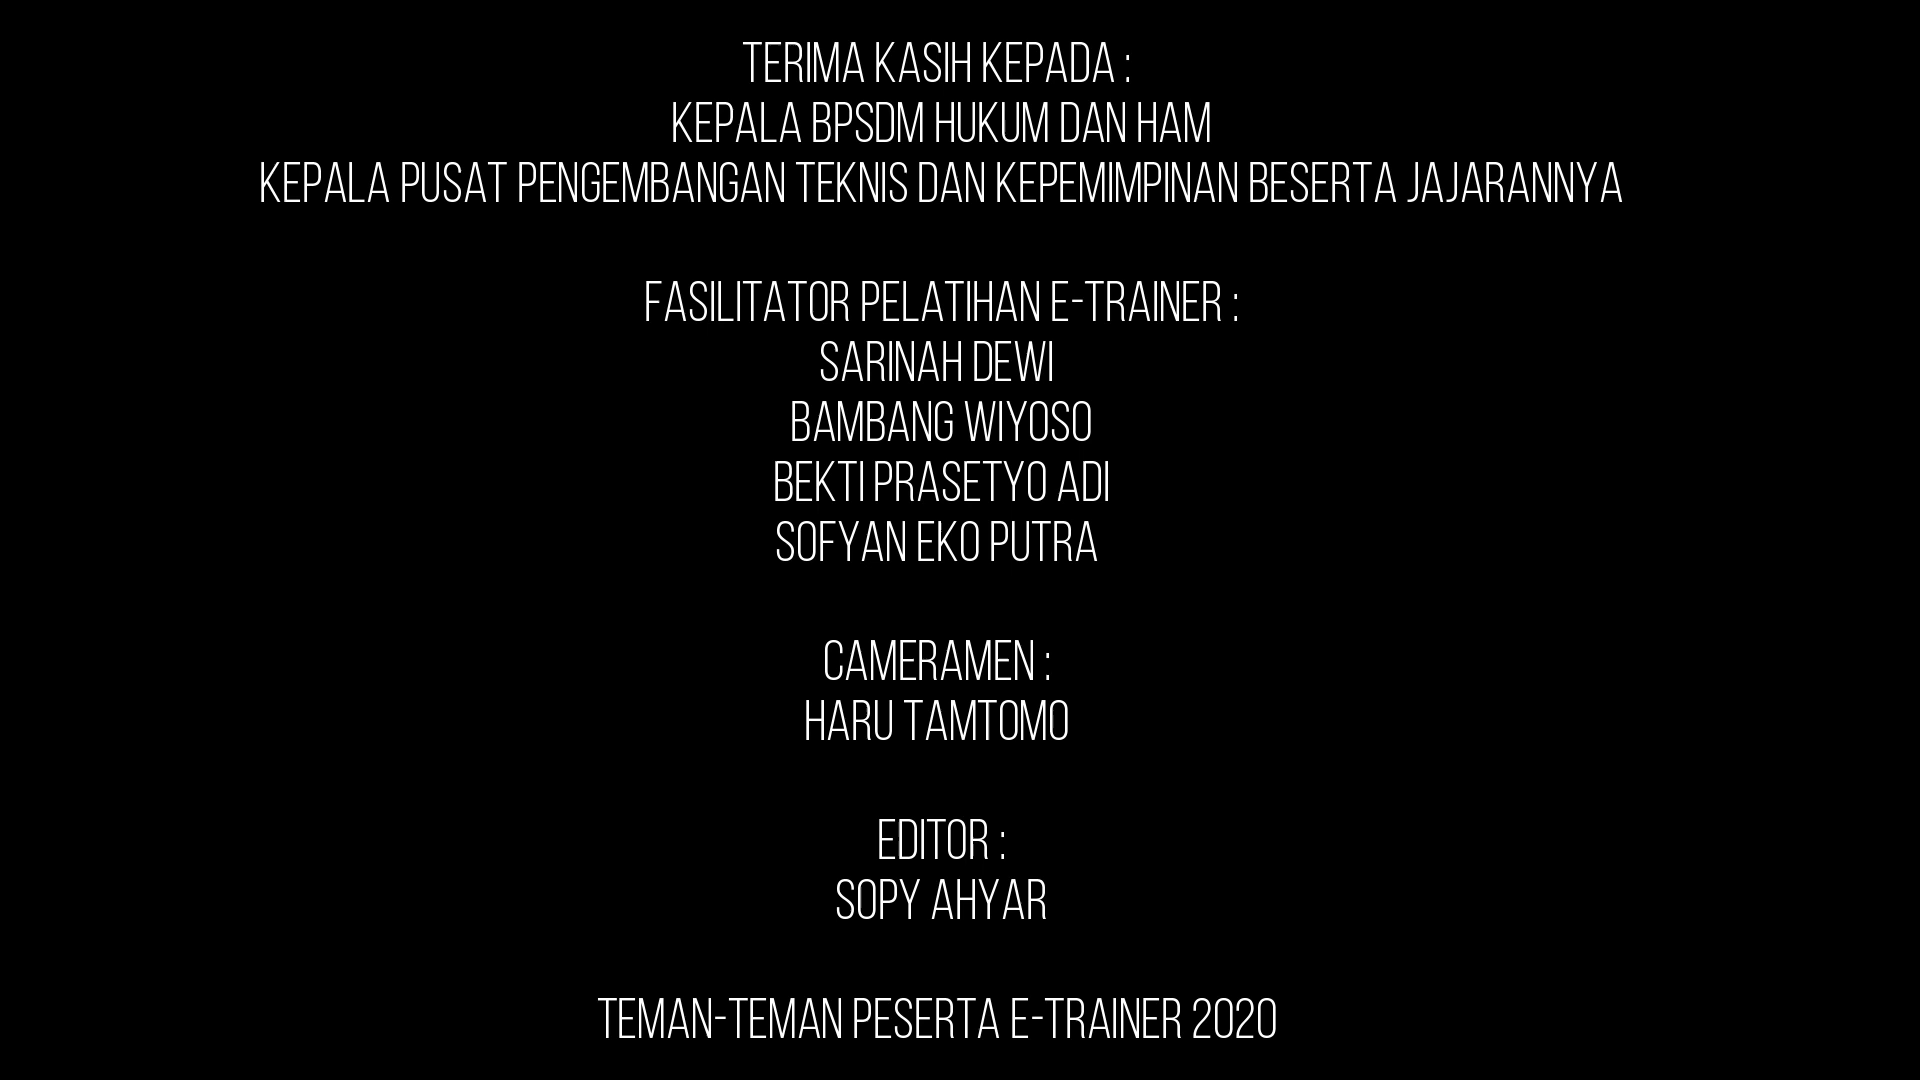 TERIMA KASIH KEPADA :
KEPALA BPSDM HUKUM DAN HAM
KEPALA PUSAT PENGEMBANGAN TEKNIS DAN KEPEMIMPINAN BESERTA JAJARANNYA
FASILITATOR PELATIHAN E-TRAINER :
SARINAH DEWI
BAMBANG WIYOSO
BEKTI PRASETYO ADI
SOFYAN EKO PUTRA
CAMERAMEN :
HARU TAMTOMO
EDITOR :
SOPY AHYAR
TEMAN-TEMAN PESERTA E-TRAINER 2020